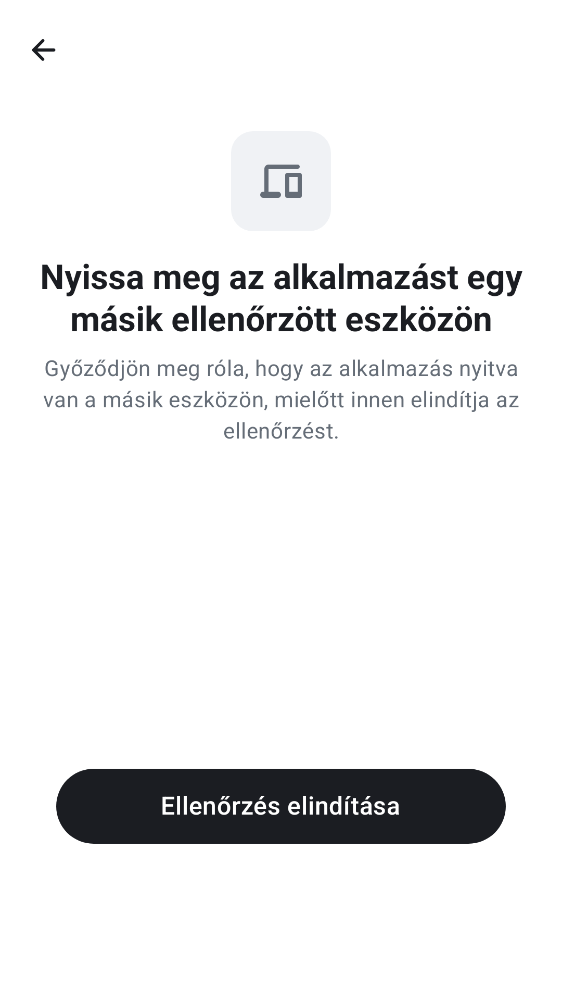 Nyissa meg az alkalmazást egy
másik ellenőrzött eszközön
Győződjön meg róla, hogy az alkalmazás nyitva
van a másik eszközön, mielőtt innen elindítja az
ellenőrzést.
Ellenőrzés elindítása